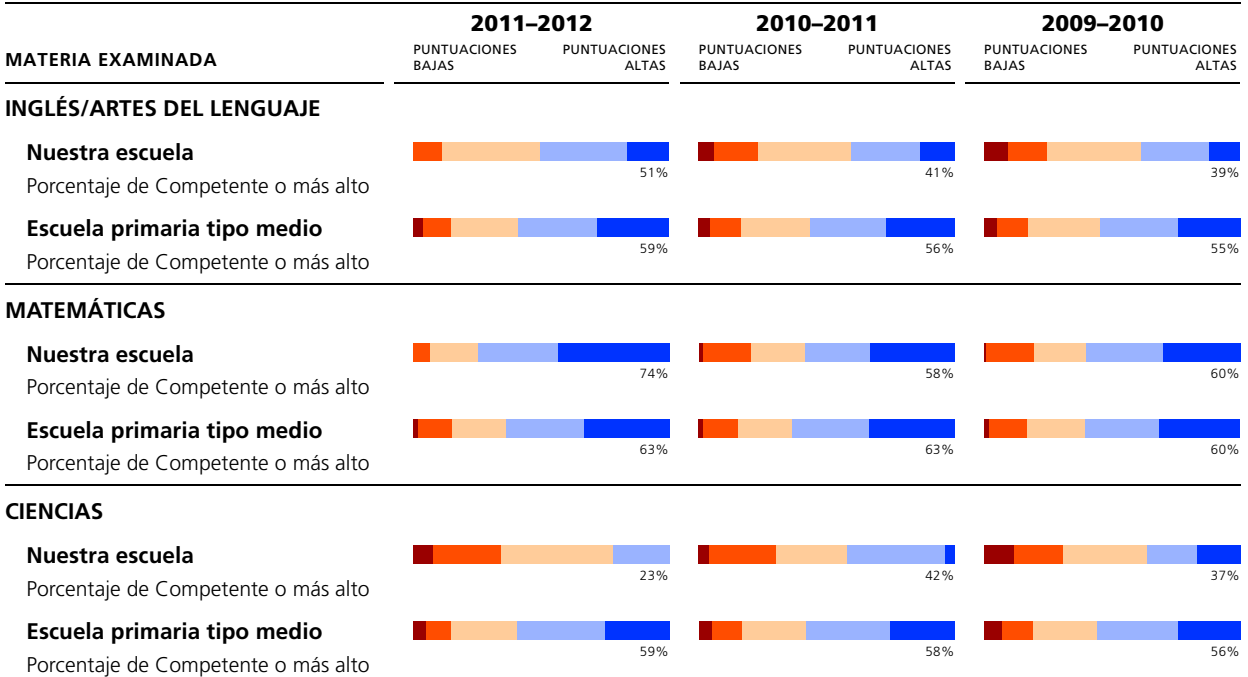 2011–2012 2010–2011 2009–2010
MATERIA EXAMINADA PUNTUACIONES BAJAS PUNTUACIONES ALTAS PUNTUACIONES BAJAS PUNTUACIONES ALTAS PUNTUACIONES BAJAS PUNTUACIONES ALTAS
INGLÉS/ARTES DEL LENGUAJE
Nuestra escuela
Porcentaje de Competente o más alto 51% 41% 39%
Escuela primaria tipo medio
Porcentaje de Competente o más alto 59% 56% 55%
MATEMÁTICAS
Nuestra escuela
Porcentaje de Competente o más alto 74% 58% 60%
Escuela primaria tipo medio
Porcentaje de Competente o más alto 63% 63% 60%
CIENCIAS
Nuestra escuela
Porcentaje de Competente o más alto 23% 42% 37%
Escuela primaria tipo medio
Porcentaje de Competente o más alto 59% 58% 56%